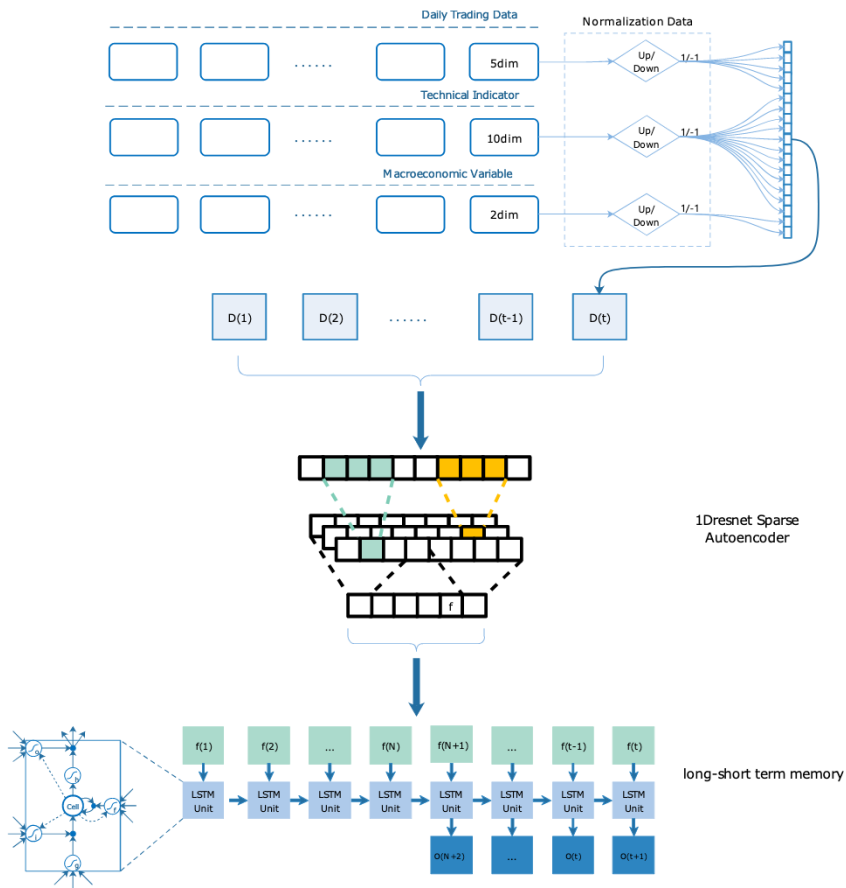 Daily Trading Data
Normalization Data
...... 5dim Up/ Down 1/-1
Technical Indicator
...... 10dim Up/ Down 1/-1
Macroeconomic Variable
...... 2dim Up/ Down 1/-1
D(1) D(2) ...... D(t-1) D(t)
1Dresnet Sparse
Autoencoder
f
f(1) f(2) ... f(N) f(N+1) ... f(t-1) f(t)
long-short term memory
LSTM LSTM LSTM LSTM LSTM LSTM LSTM LSTM
Unit Unit Unit Unit Unit Unit Unit Unit
O(N+2) ... O(t) O(t+1)
o
h
Cell
f
i
g